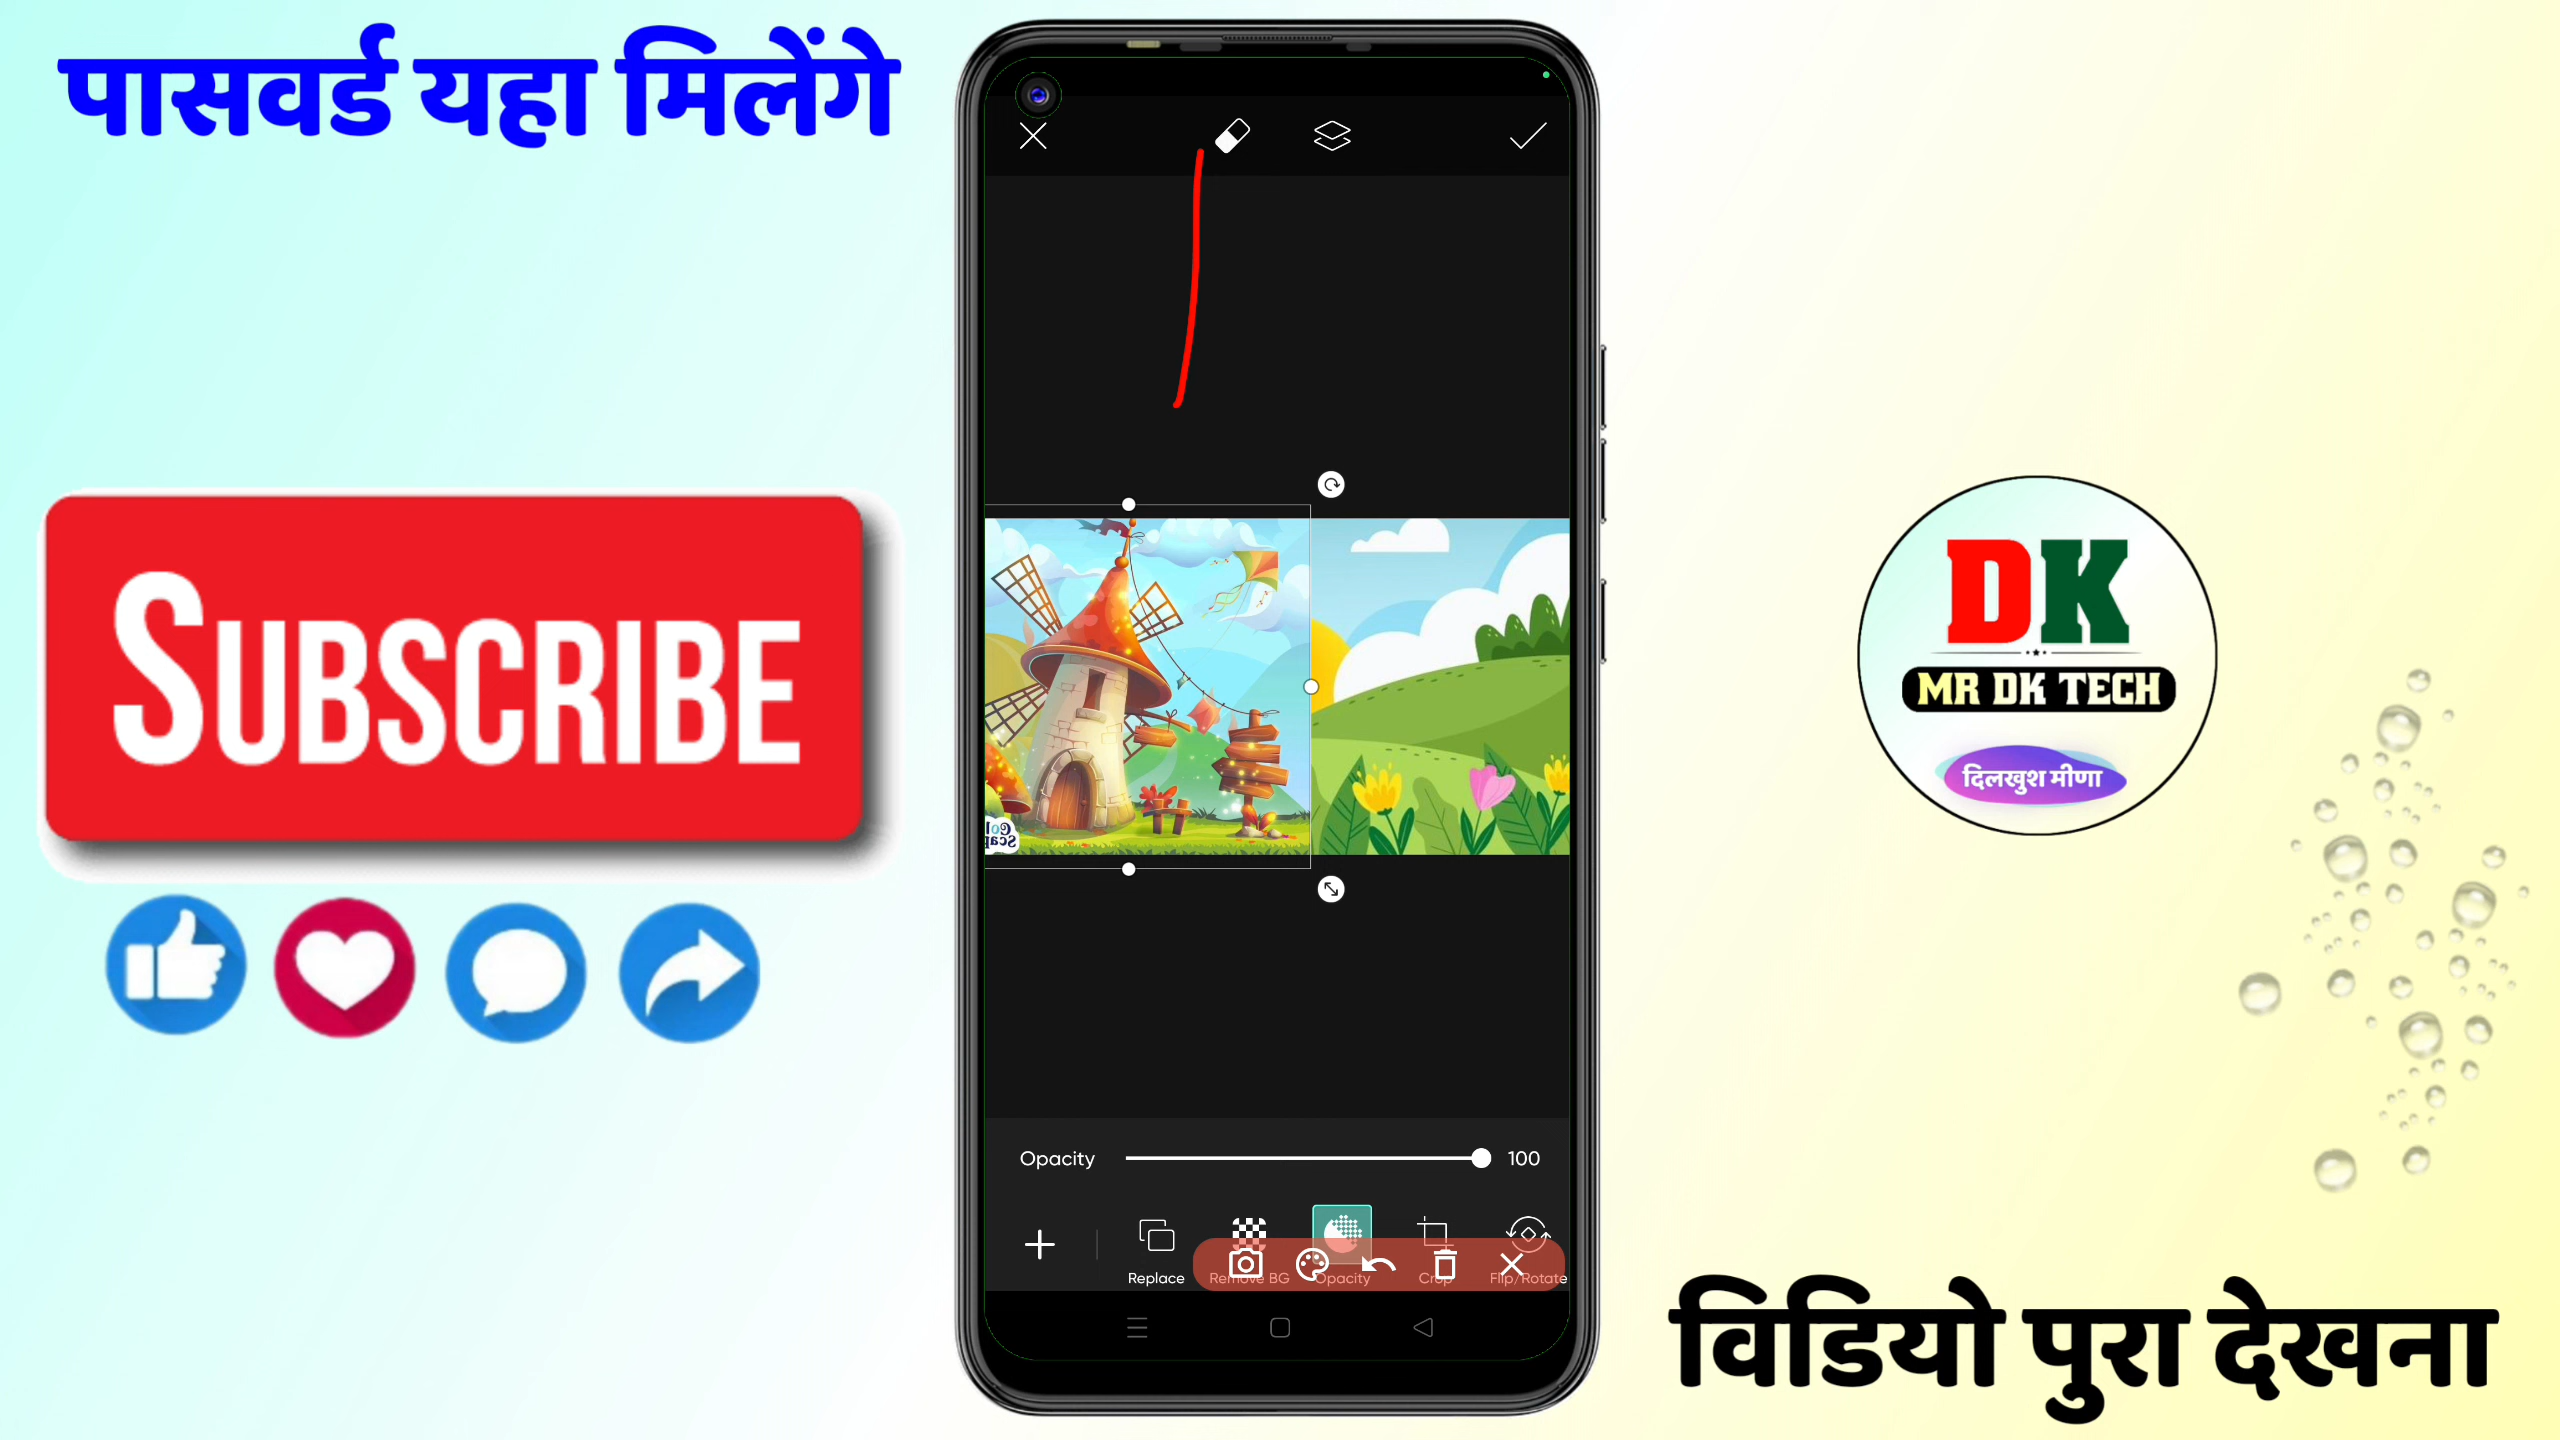 पासवर्ड यहा मिलेंगे
SUBSCRIBE
DK
MR DK TECH
दिलखुश मीणा
Opacity 100
Replace Remove BG Opacity Crop Flip/Rotate
विडियो पुरा देखना